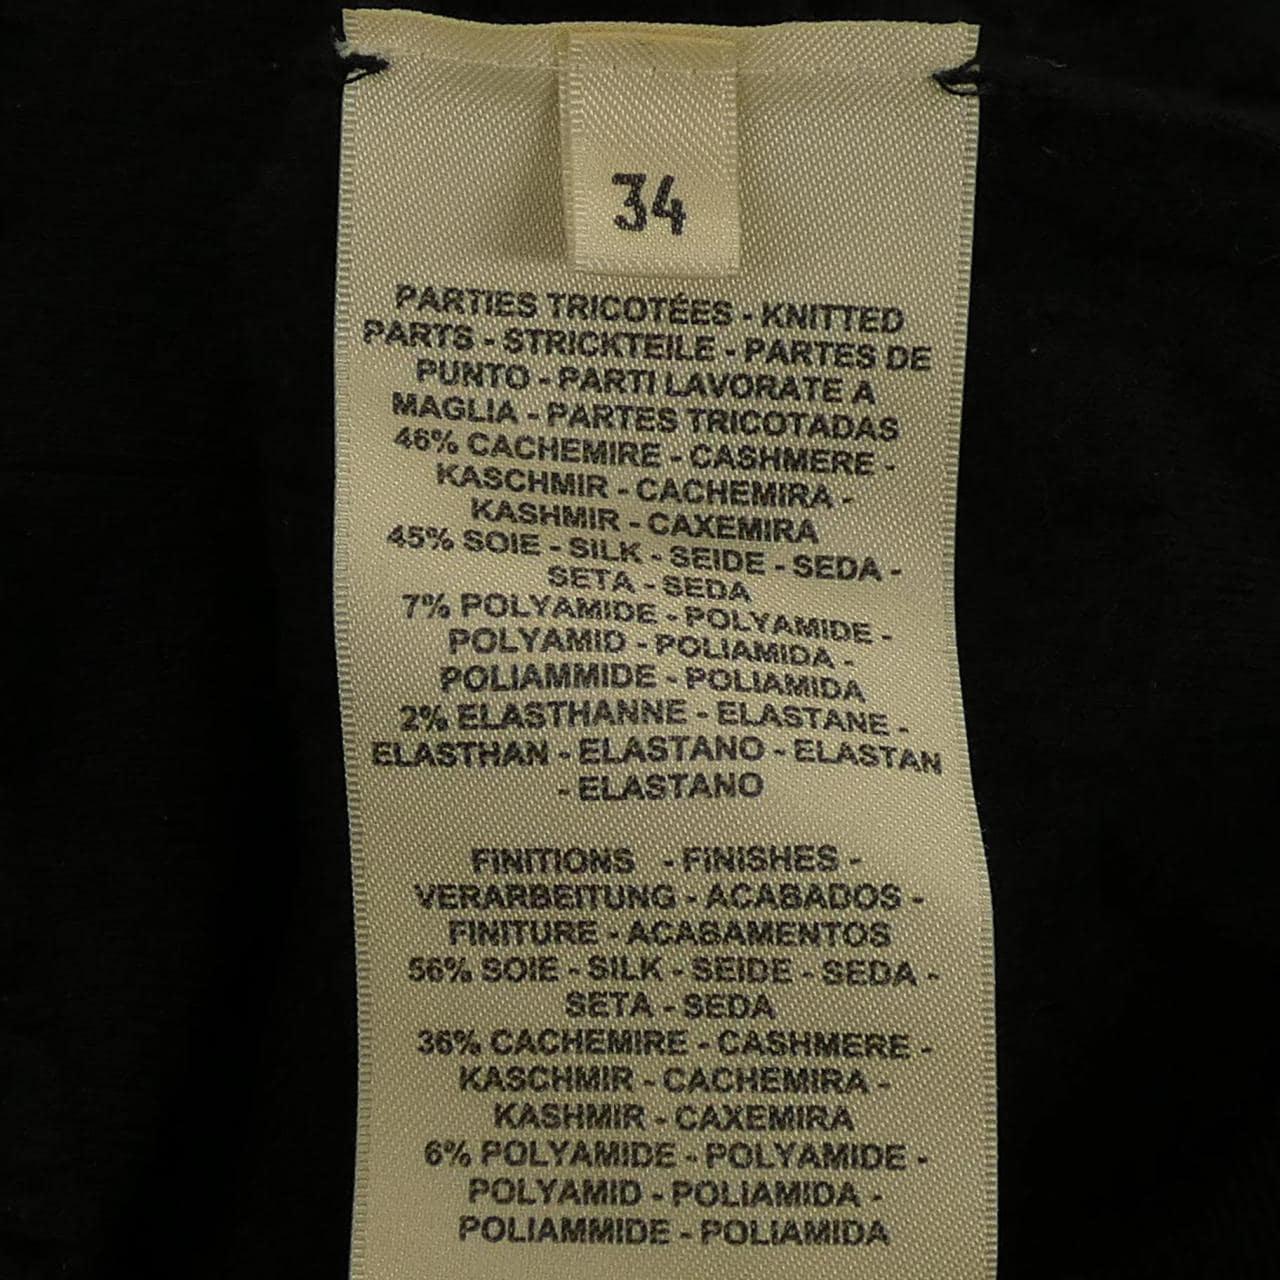 34
PARTIES TRICOTÉES - KNITTED
PARTS - STRICKTEILE - PARTES DE
PUNTO - PARTI LAVORATE A
MAGLIA - PARTES TRICOTADAS
46% CACHEMIRE - CASHMERE -
KASCHMIR - CACHEMIRA -
KASHMIR - CAXEMIRA
45% SOIE - SILK - SEIDE - SEDA -
SETA - SEDA
7% POLYAMIDE - POLYAMIDE -
POLYAMID - POLIAMIDA -
POLIAMMIDE - POLIAMIDA
2% ELASTHANNE - ELASTANE -
ELASTHAN - ELASTANO - ELASTAN
- ELASTANO
FINITIONS - FINISHES -
VERARBEITUNG - ACABADOS -
FINITURE - ACABAMENTOS
56% SOIE - SILK - SEIDE - SEDA -
SETA - SEDA
36% CACHEMIRE - CASHMERE -
KASCHMIR - CACHEMIRA -
KASHMIR - CAXEMIRA
6% POLYAMIDE - POLYAMIDE -
POLYAMID - POLIAMIDA -
POLIAMMIDE - POLIAMIDA